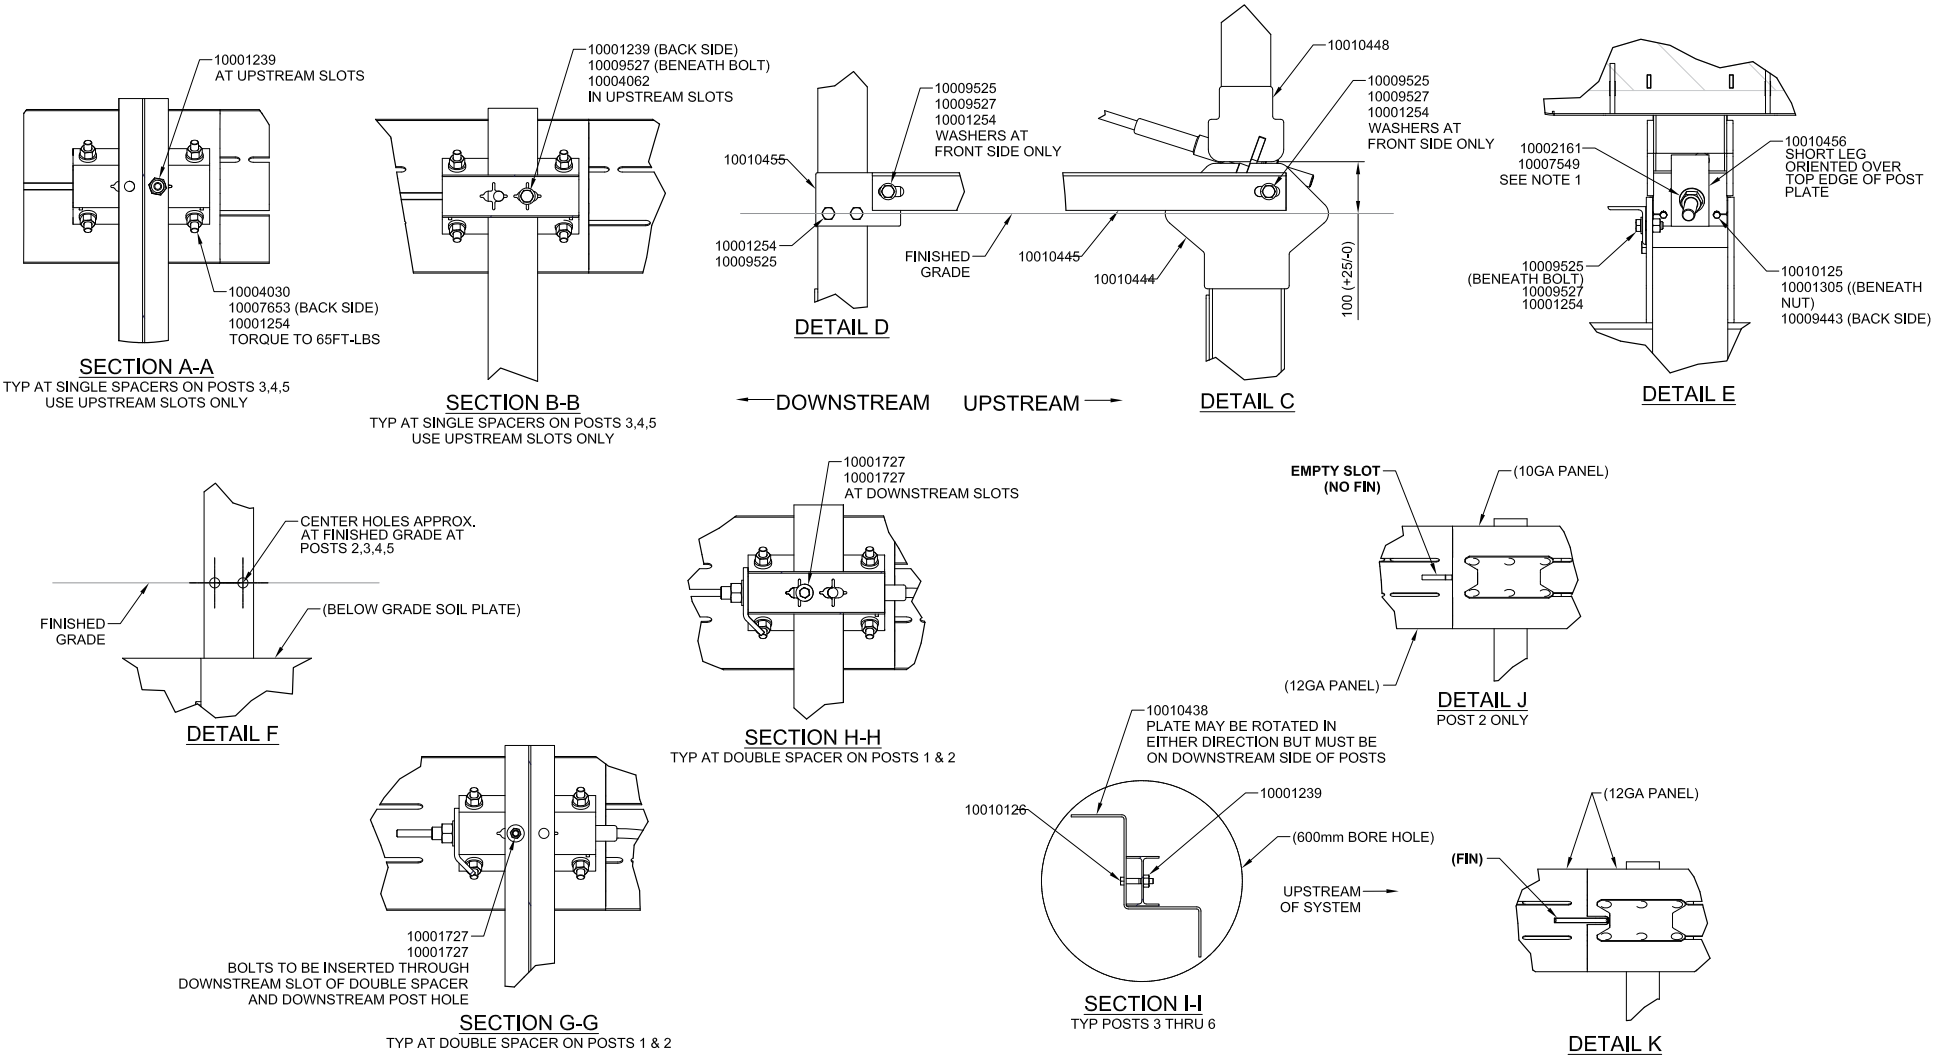 10001239
AT UPSTREAM SLOTS
10004030
10007653 (BACK SIDE)
10001254
TORQUE TO 65FT-LBS
SECTION A-A
TYP AT SINGLE SPACERS ON POSTS 3,4,5
USE UPSTREAM SLOTS ONLY
10001239 (BACK SIDE)
10009527 (BENEATH BOLT)
10004062
IN UPSTREAM SLOTS
SECTION B-B
TYP AT SINGLE SPACERS ON POSTS 3,4,5
USE UPSTREAM SLOTS ONLY
10009525
10009527
10001254
WASHERS AT
FRONT SIDE ONLY
10010455
10001254
10009525
FINISHED
GRADE
DETAIL D
10010448
10009525
10009527
10001254
WASHERS AT
FRONT SIDE ONLY
10010445
10010444
100 (+25/-0)
DETAIL C
DOWNSTREAM
UPSTREAM
10002161
10007549
SEE NOTE 1
10010456
SHORT LEG
ORIENTED OVER
TOP EDGE OF POST
PLATE
10009525
(BENEATH BOLT)
10009527
10001254
10010125
10001305 ((BENEATH
NUT)
10009443 (BACK SIDE)
DETAIL E
CENTER HOLES APPROX.
AT FINISHED GRADE AT
POSTS 2,3,4,5
(BELOW GRADE SOIL PLATE)
FINISHED
GRADE
DETAIL F
10001727
10001727
AT DOWNSTREAM SLOTS
SECTION H-H
TYP AT DOUBLE SPACER ON POSTS 1 & 2
EMPTY SLOT
(NO FIN)
(10GA PANEL)
(12GA PANEL)
DETAIL J
POST 2 ONLY
10001727
10001727
BOLTS TO BE INSERTED THROUGH
DOWNSTREAM SLOT OF DOUBLE SPACER
AND DOWNSTREAM POST HOLE
SECTION G-G
TYP AT DOUBLE SPACER ON POSTS 1 & 2
10010438
PLATE MAY BE ROTATED IN
EITHER DIRECTION BUT MUST BE
ON DOWNSTREAM SIDE OF POSTS
10010126
10001239
(600mm BORE HOLE)
UPSTREAM
OF SYSTEM
SECTION I-I
TYP POSTS 3 THRU 6
(12GA PANEL)
(FIN)
DETAIL K